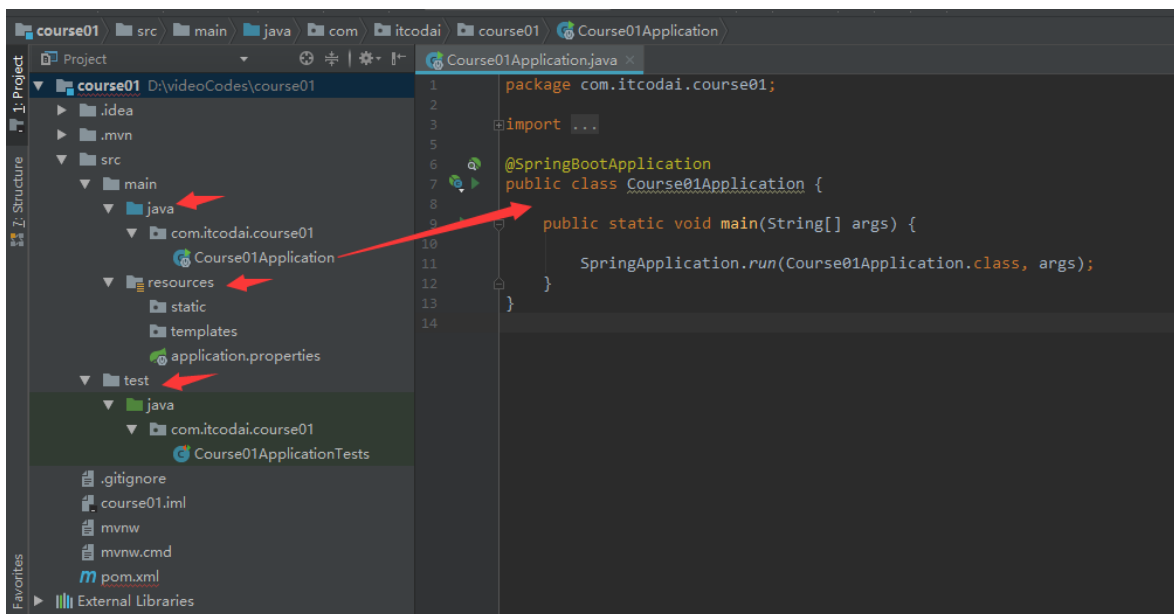 course01 src main java com itcodai course01 Course01Application
1: Project
7: Structure
Favorites
Project
course01 D:\videoCodes\course01
.idea
.mvn
src
main
java
com.itcodai.course01
Course01Application
resources
static
templates
application.properties
test
java
com.itcodai.course01
Course01ApplicationTests
.gitignore
course01.iml
mvnw
mvnw.cmd
pom.xml
External Libraries
Course01Application.java
1 package com.itcodai.course01;
2
3 import ...
5
6 @SpringBootApplication
7 public class Course01Application {
8
9 public static void main(String[] args) {
10
11 SpringApplication.run(Course01Application.class, args);
12 }
13 }
14